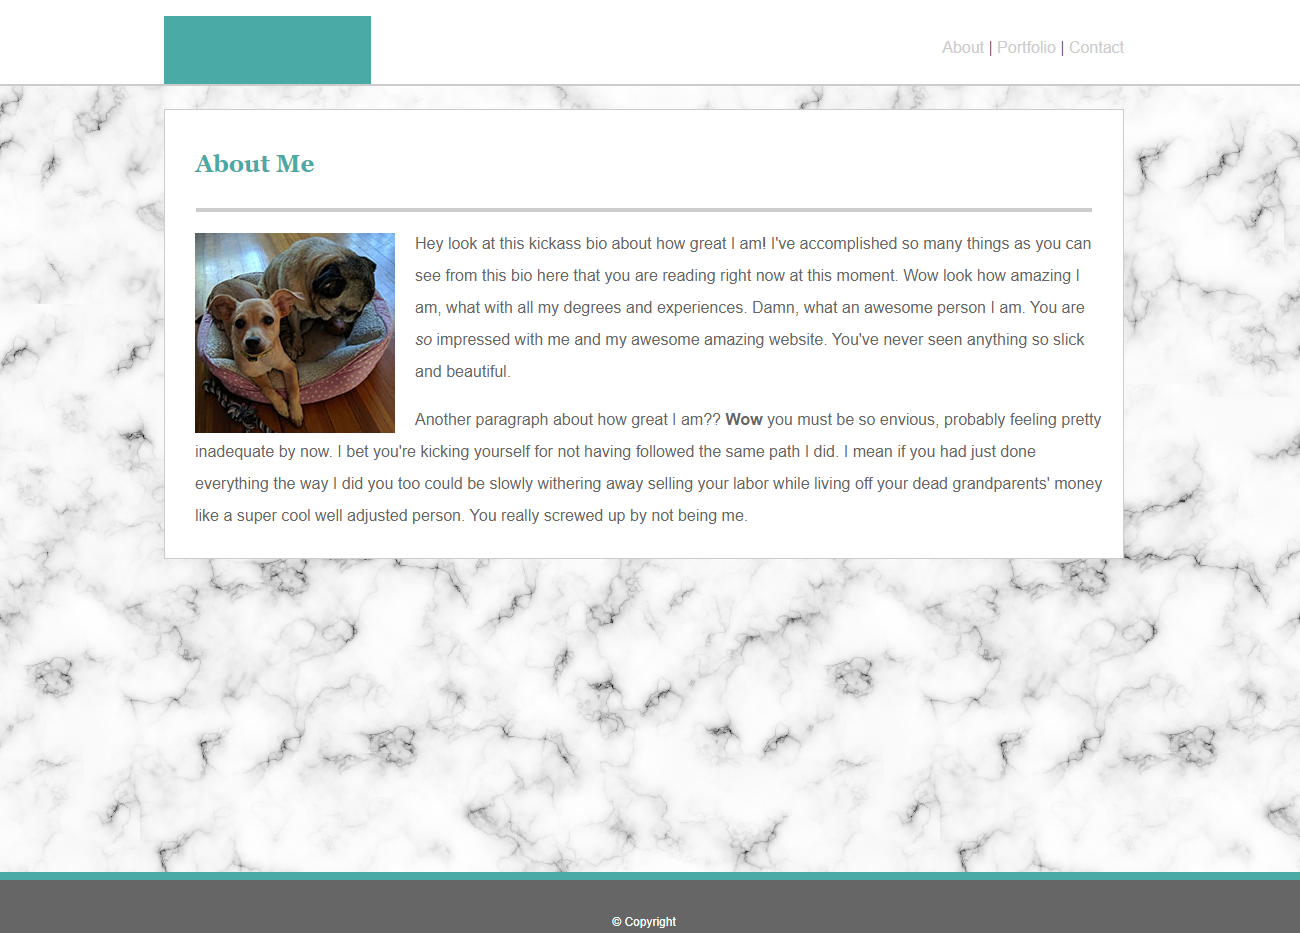 About | Portfolio | Contact
About Me
Hey look at this kickass bio about how great I am! I've accomplished so many things as you can
see from this bio here that you are reading right now at this moment. Wow look how amazing I
am, what with all my degrees and experiences. Damn, what an awesome person I am. You are
so impressed with me and my awesome amazing website. You've never seen anything so slick
and beautiful.
Another paragraph about how great I am?? Wow you must be so envious, probably feeling pretty
inadequate by now. I bet you're kicking yourself for not having followed the same path I did. I mean if you had just done
everything the way I did you too could be slowly withering away selling your labor while living off your dead grandparents' money
like a super cool well adjusted person. You really screwed up by not being me.
© Copyright